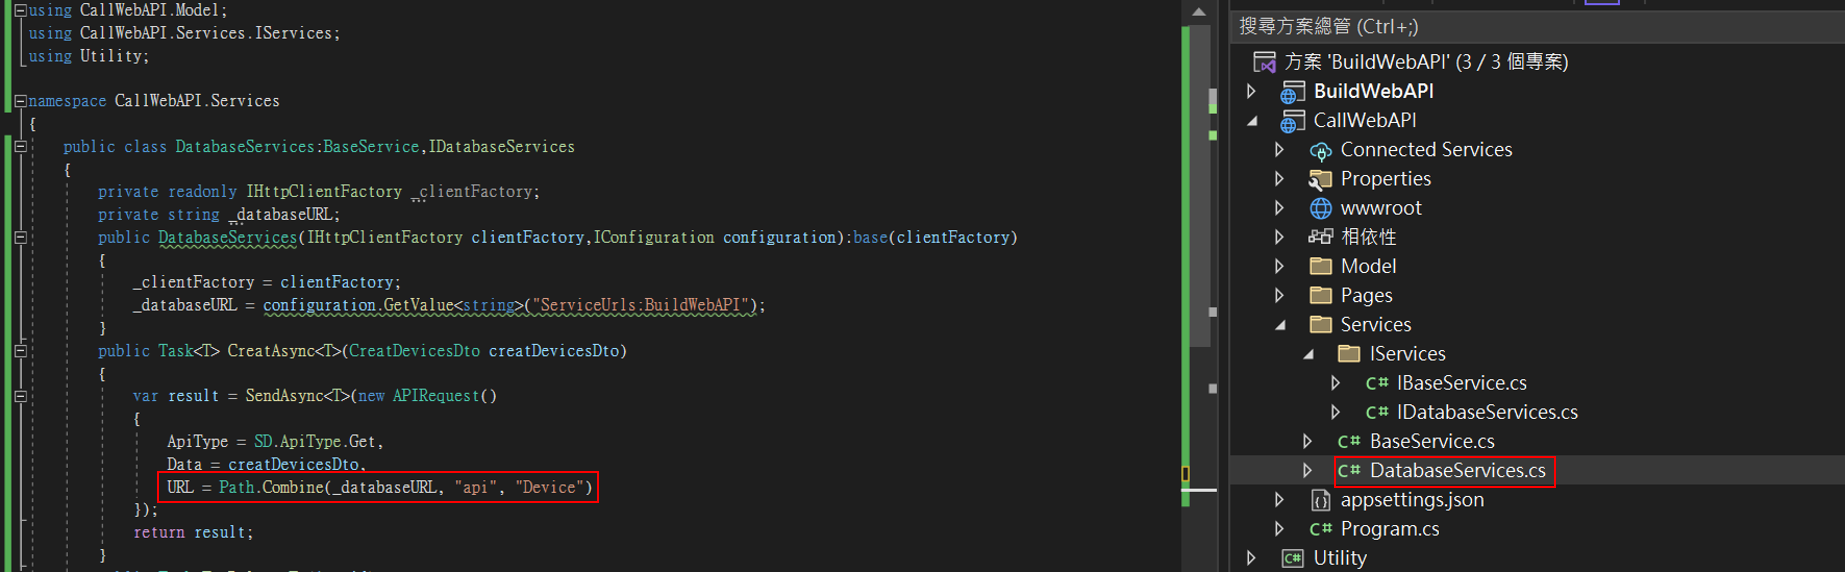 using CallWebAPI.Model;
using CallWebAPI.Services.IServices;
using Utility;
namespace CallWebAPI.Services
{
public class DatabaseServices:BaseService,IDatabaseServices
{
private readonly IHttpClientFactory _clientFactory;
private string _databaseURL;
public DatabaseServices(IHttpClientFactory clientFactory,IConfiguration configuration):base(clientFactory)
{
_clientFactory = clientFactory;
_databaseURL = configuration.GetValue<string>("ServiceUrls:BuildWebAPI");
}
public Task<T> CreatAsync<T>(CreatDevicesDto creatDevicesDto)
{
var result = SendAsync<T>(new APIRequest()
{
ApiType = SD.ApiType.Get,
Data = creatDevicesDto,
URL = Path.Combine(_databaseURL, "api", "Device")
});
return result;
}
搜尋方案總管 (Ctrl+;)
方案 'BuildWebAPI' (3 / 3 個專案)
BuildWebAPI
CallWebAPI
Connected Services
Properties
wwwroot
相依性
Model
Pages
Services
IServices
C# IBaseService.cs
C# IDatabaseServices.cs
C# BaseService.cs
C# DatabaseServices.cs
appsettings.json
C# Program.cs
C# Utility